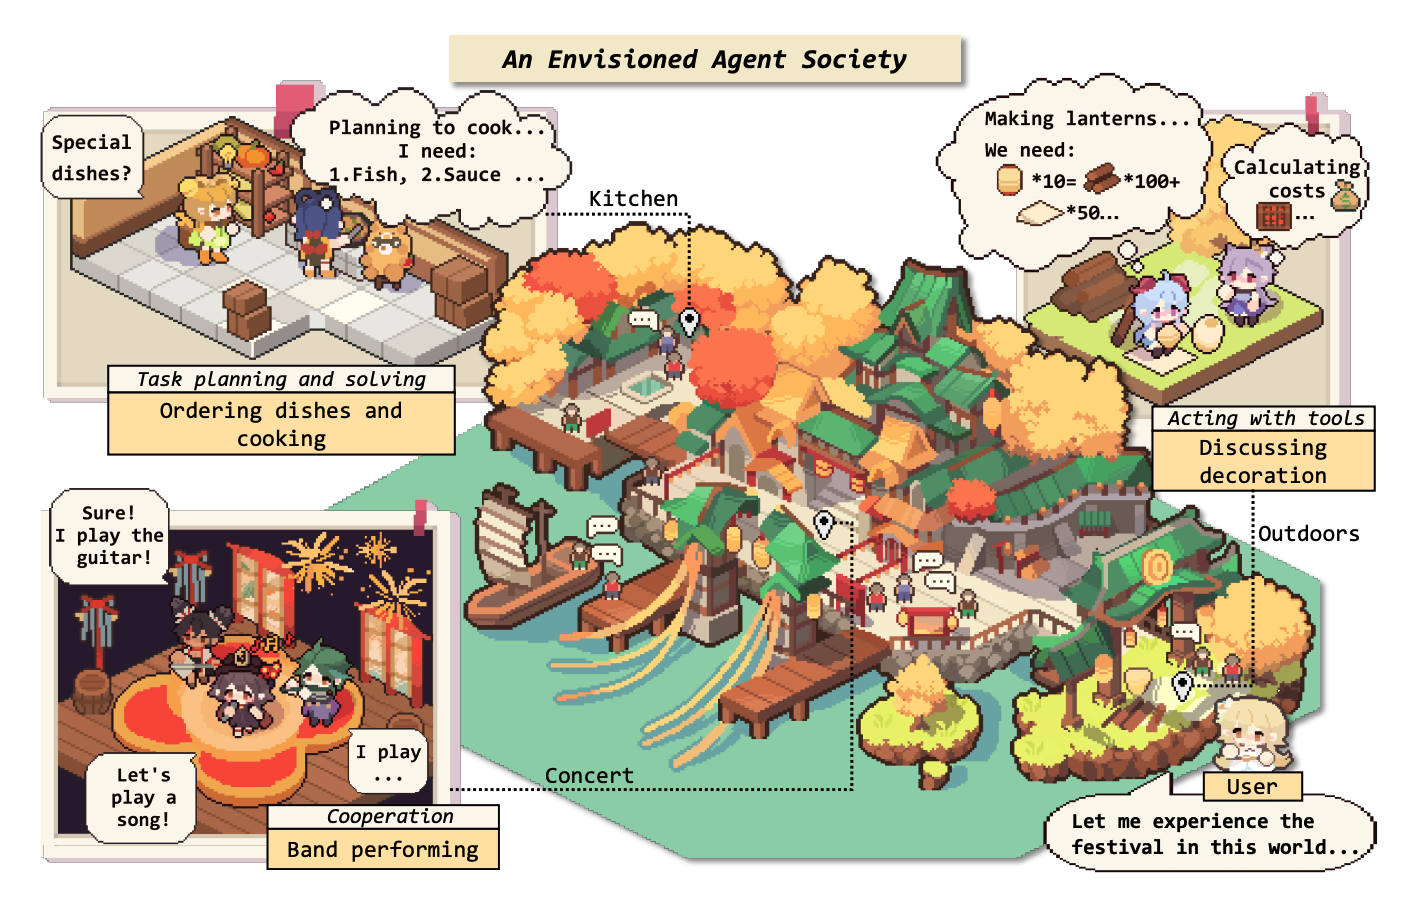 An Envisioned Agent Society
Special
dishes?
Planning to cook...
I need:
1.Fish, 2.Sauce ...
Kitchen
Task planning and solving
Ordering dishes and
cooking
Making lanterns...
We need:
*10= *100+
*50...
Calculating
costs
...
Acting with tools
Discussing
decoration
Outdoors
Sure!
I play the
guitar!
Let's
play a
song!
I play
...
Concert
Cooperation
Band performing
User
Let me experience the
festival in this world...